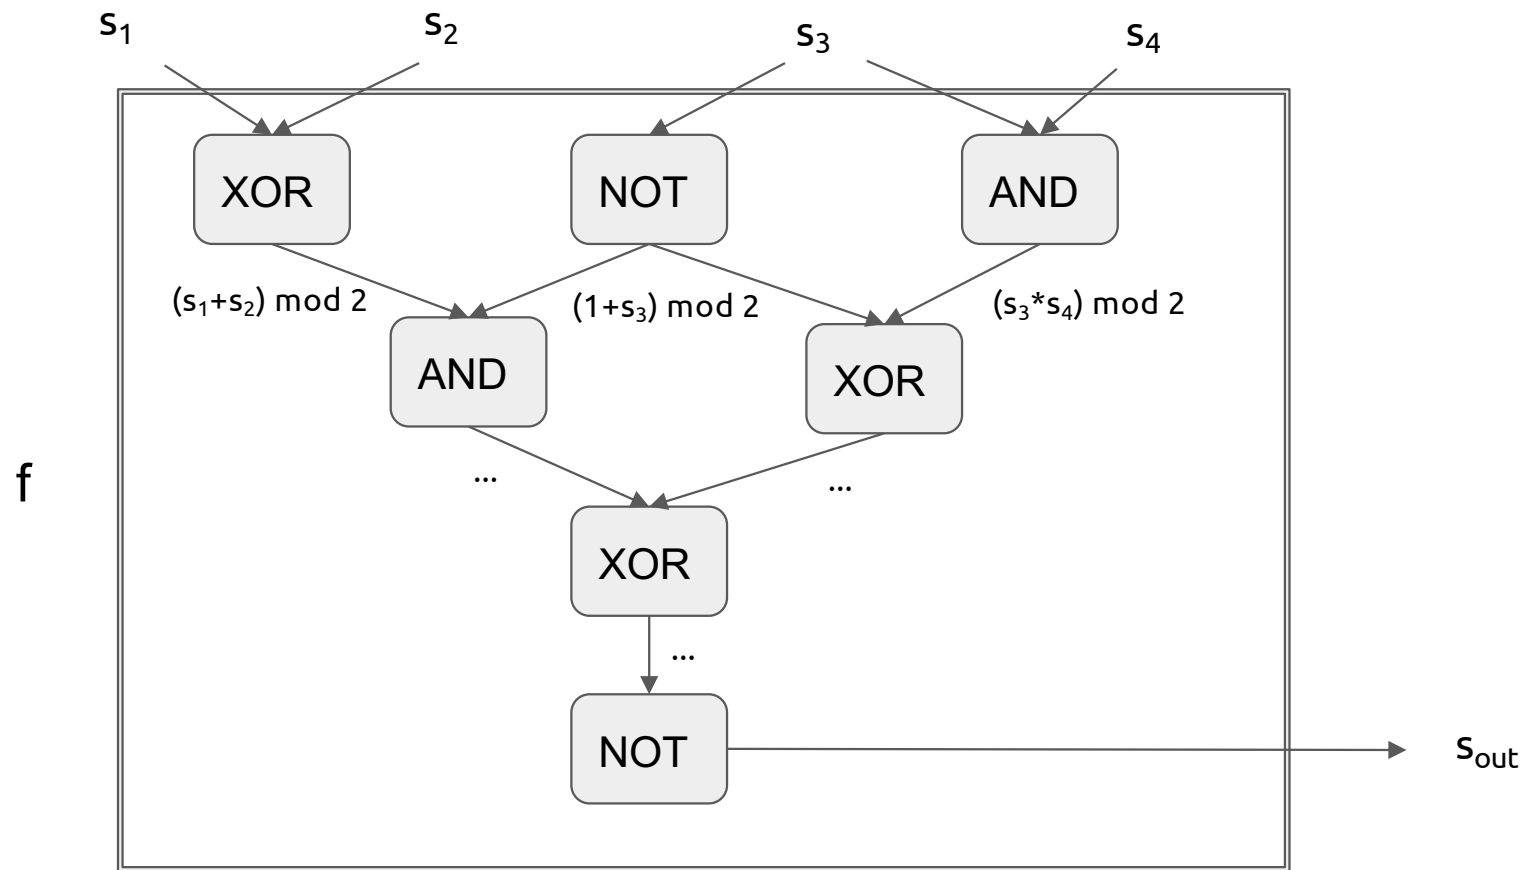 s₁ s₂ s₃ s₄
XOR NOT AND
(s₁+s₂) mod 2 (1+s₃) mod 2 (s₃*s₄) mod 2
AND XOR
f
... ...
XOR
...
NOT
s_out